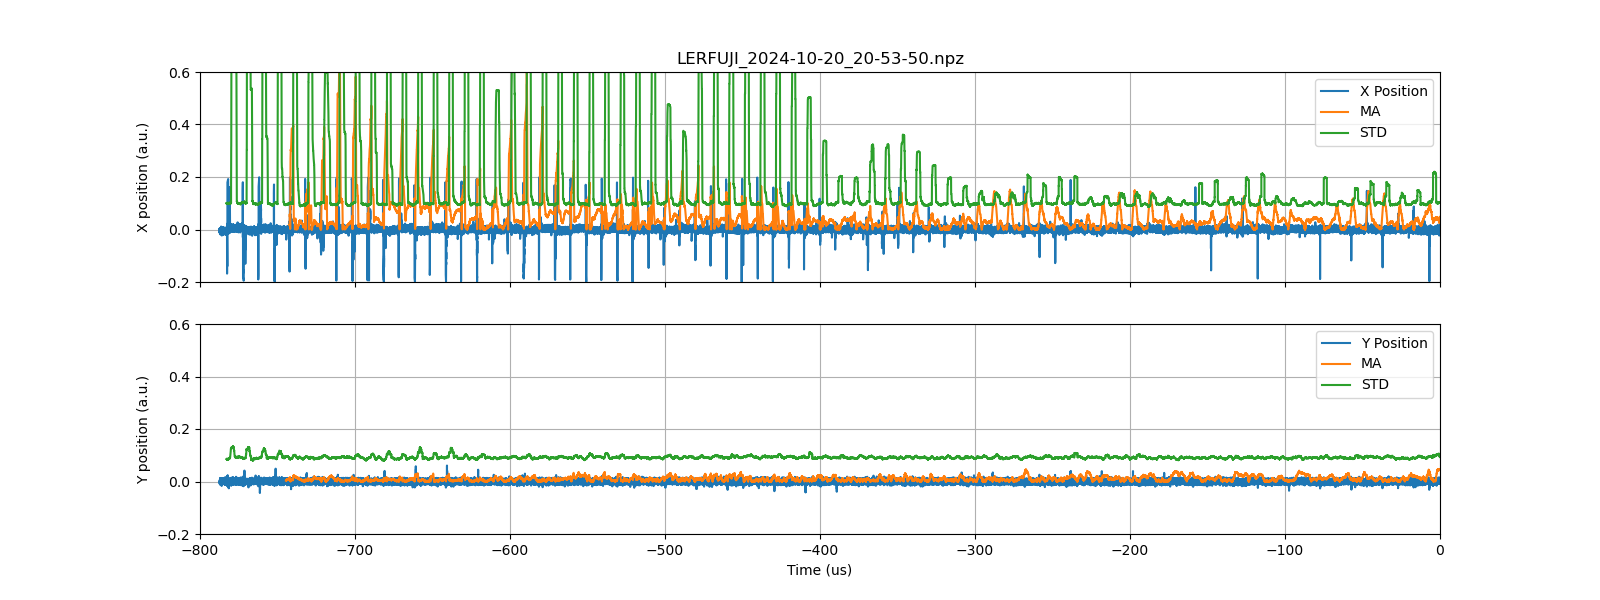 LERFUJI_2024-10-20_20-53-50.npz
X position (a.u.)
0.6
0.4
0.2
0.0
−0.2
X Position
MA
STD
Y position (a.u.)
0.6
0.4
0.2
0.0
−0.2
Y Position
MA
STD
−800 −700 −600 −500 −400 −300 −200 −100 0
Time (us)